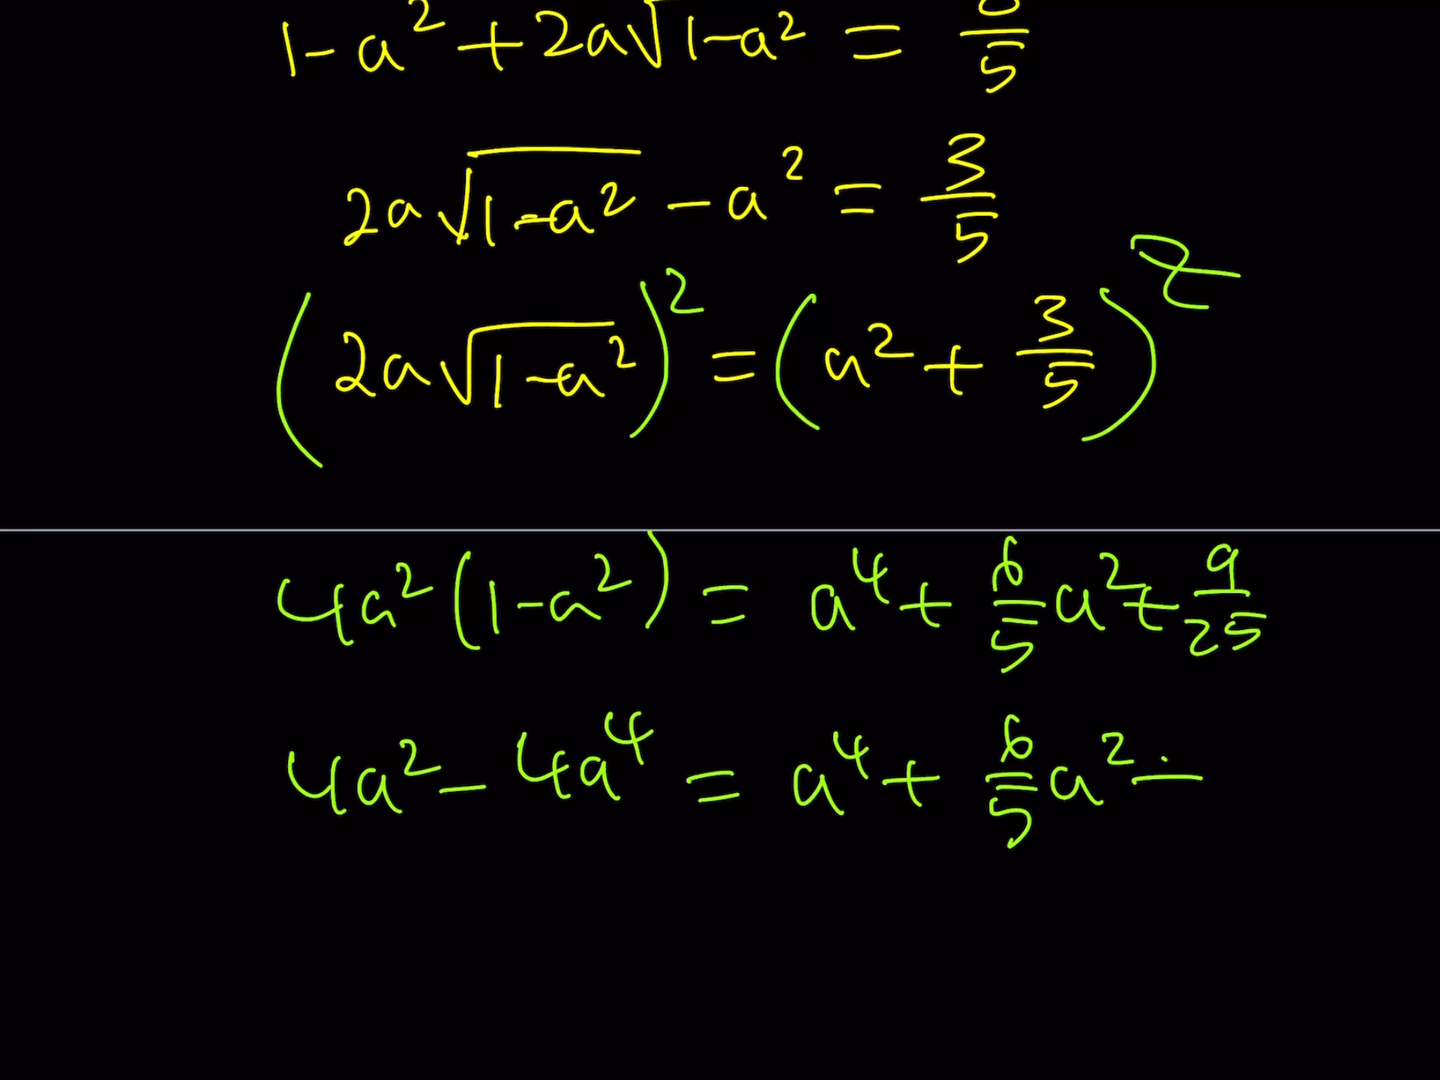 1-a²+2a√1-a² = /5
2a√1-a² - a² = 3/5
(2a√1-a²)² = (a² + 3/5)²
4a²(1-a²) = a⁴ + 6/5a² + 9/25
4a² - 4a⁴ = a⁴ + 6/5a² -